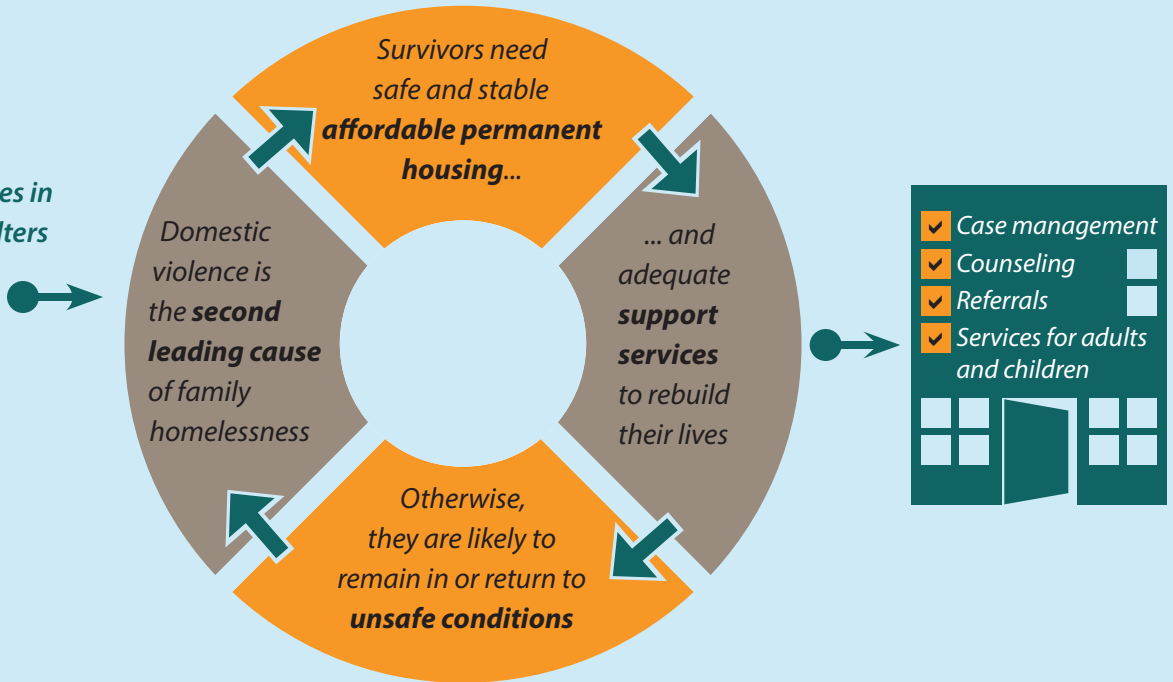 Survivors need
safe and stable
affordable permanent
housing...
... and
adequate
support
services
to rebuild
their lives
Case management
Counseling
Referrals
Services for adults
and children
Otherwise,
they are likely to
remain in or return to
unsafe conditions
Domestic
violence is
the second
leading cause
of family
homelessness
in